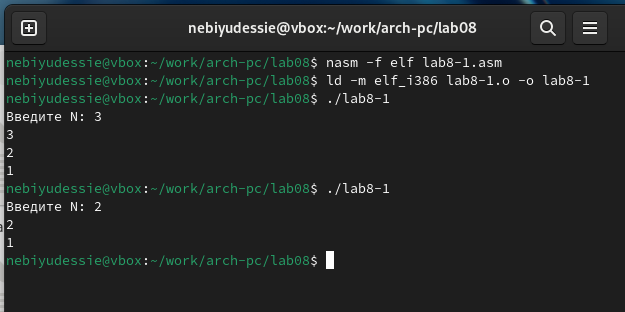 nebiyudessie@vbox:~/work/arch-pc/lab08
nebiyudessie@vbox:~/work/arch-pc/lab08$ nasm -f elf lab8-1.asm
nebiyudessie@vbox:~/work/arch-pc/lab08$ ld -m elf_i386 lab8-1.o -o lab8-1
nebiyudessie@vbox:~/work/arch-pc/lab08$ ./lab8-1
Введите N: 3
3
2
1
nebiyudessie@vbox:~/work/arch-pc/lab08$ ./lab8-1
Введите N: 2
2
1
nebiyudessie@vbox:~/work/arch-pc/lab08$